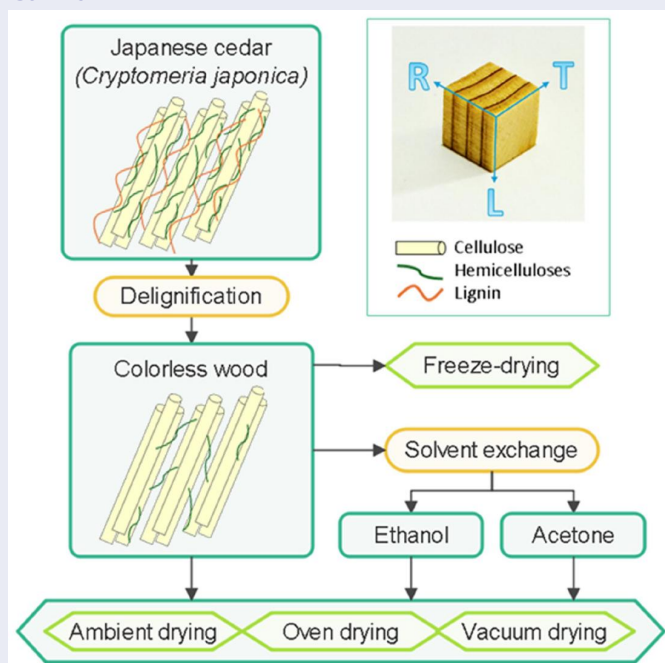 Japanese cedar
(Cryptomeria japonica)
R
T
L
Cellulose
Hemicelluloses
Lignin
Delignification
Colorless wood
Freeze-drying
Solvent exchange
Ethanol
Acetone
Ambient drying
Oven drying
Vacuum drying